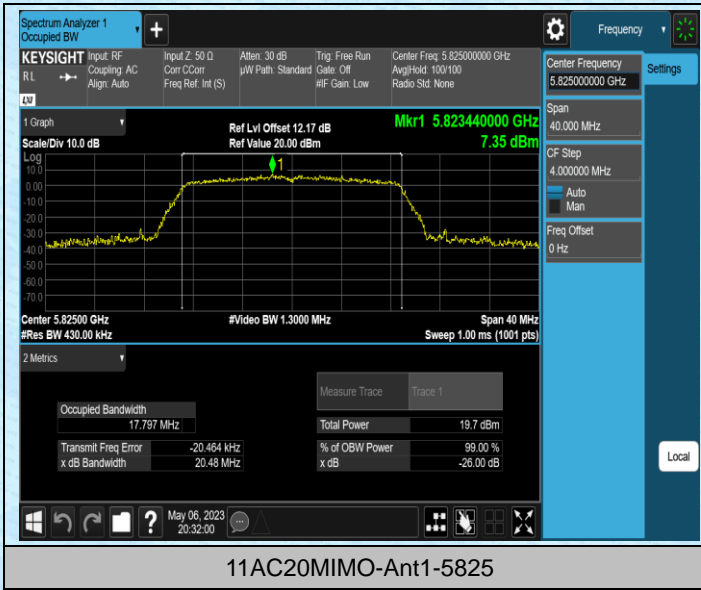 Spectrum Analyzer 1
Occupied BW
Frequency
KEYSIGHT
RL
LXI
Input: RF
Coupling: AC
Align: Auto
Input Z: 50 Ω
Corr CCorr
Freq Ref: Int (S)
Atten: 30 dB
µW Path: Standard
Trig: Free Run
Gate: Off
#IF Gain: Low
Center Freq: 5.825000000 GHz
Avg|Hold: 100/100
Radio Std: None
Center Frequency
5.825000000 GHz
Settings
Span
40.000 MHz
CF Step
4.000000 MHz
Auto
Man
Freq Offset
0 Hz
1 Graph
Scale/Div 10.0 dB
Ref Lvl Offset 12.17 dB
Ref Value 20.00 dBm
Mkr1 5.823440000 GHz
7.35 dBm
Log
10.0
0.00
-10.0
-20.0
-30.0
-40.0
-50.0
-60.0
-70.0
1
Center 5.82500 GHz
#Video BW 1.3000 MHz
Span 40 MHz
#Res BW 430.00 kHz
Sweep 1.00 ms (1001 pts)
2 Metrics
Measure Trace
Trace 1
Occupied Bandwidth
17.797 MHz
Total Power
19.7 dBm
Transmit Freq Error
-20.464 kHz
% of OBW Power
99.00 %
x dB Bandwidth
20.48 MHz
x dB
-26.00 dB
Local
May 06, 2023
20:32:00
11AC20MIMO-Ant1-5825